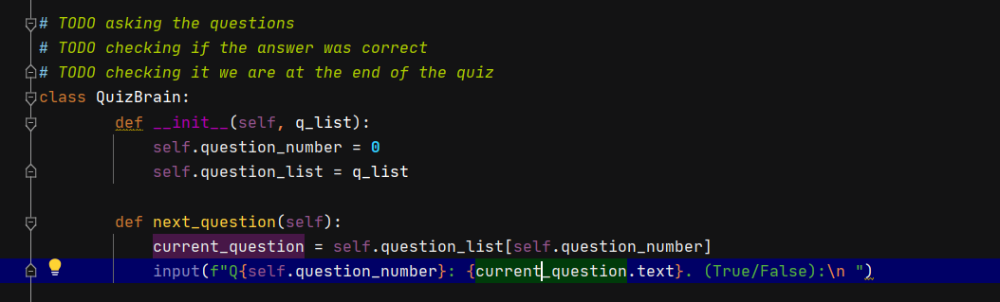 # TODO asking the questions
# TODO checking if the answer was correct
# TODO checking it we are at the end of the quiz
class QuizBrain:
        def __init__(self, q_list):
            self.question_number = 0
            self.question_list = q_list

        def next_question(self):
            current_question = self.question_list[self.question_number]
            input(f"Q{self.question_number}: {current_question.text}. (True/False):\n ")